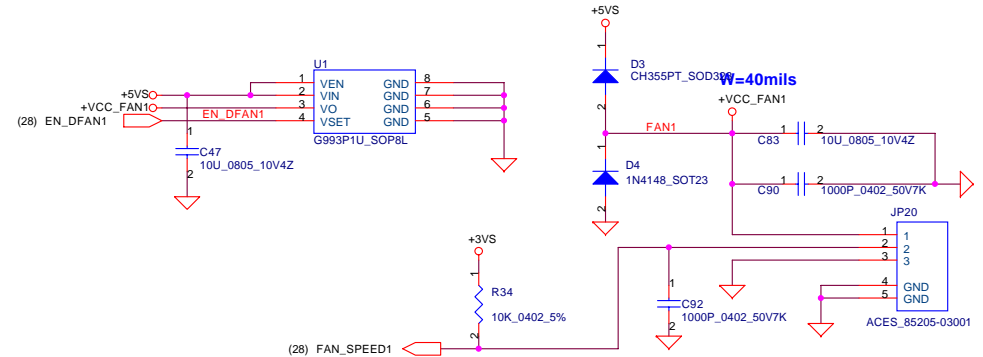 +5VS
D3
CH355PT_SOD323
W=40mils
+VCC_FAN1
1
2
U1
1 VEN GND 8
2 VIN GND 7
3 VO GND 6
4 VSET GND 5
G993P1U_SOP8L
+5VS
+VCC_FAN1
(28) EN_DFAN1
EN_DFAN1
1
C47
10U_0805_10V4Z
2
FAN1
C83
1 2
10U_0805_10V4Z
1
D4
1N4148_SOT23
2
C90
1 2
1000P_0402_50V7K
JP20
1 1
2 2
3 3
4 GND
5 GND
ACES_85205-03001
+3VS
1
R34
10K_0402_5%
2
1
C92
1000P_0402_50V7K
2
(28) FAN_SPEED1